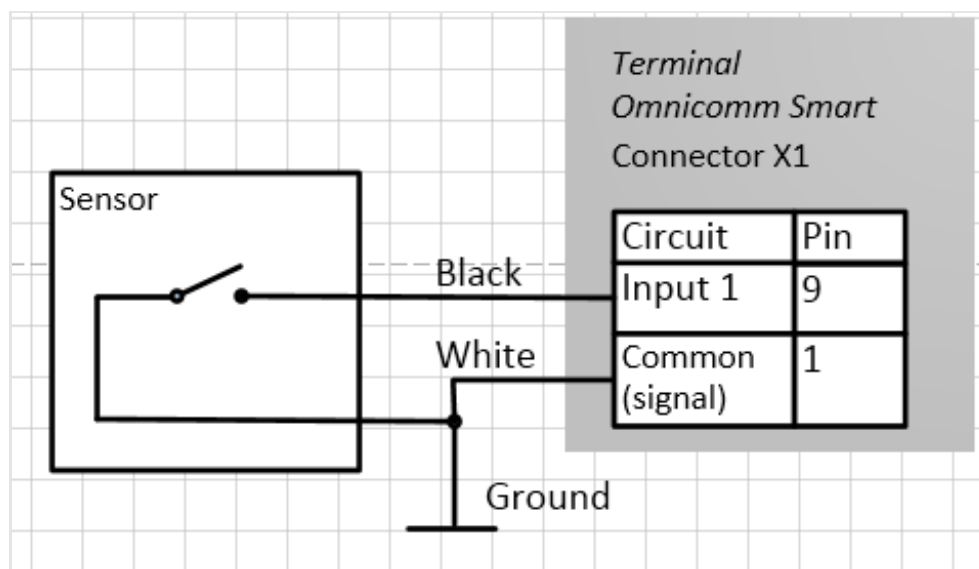 Terminal
Omnicomm Smart
Connector X1
Sensor
Circuit Pin
Black
Input 1 9
White
Common 1
(signal)
Ground